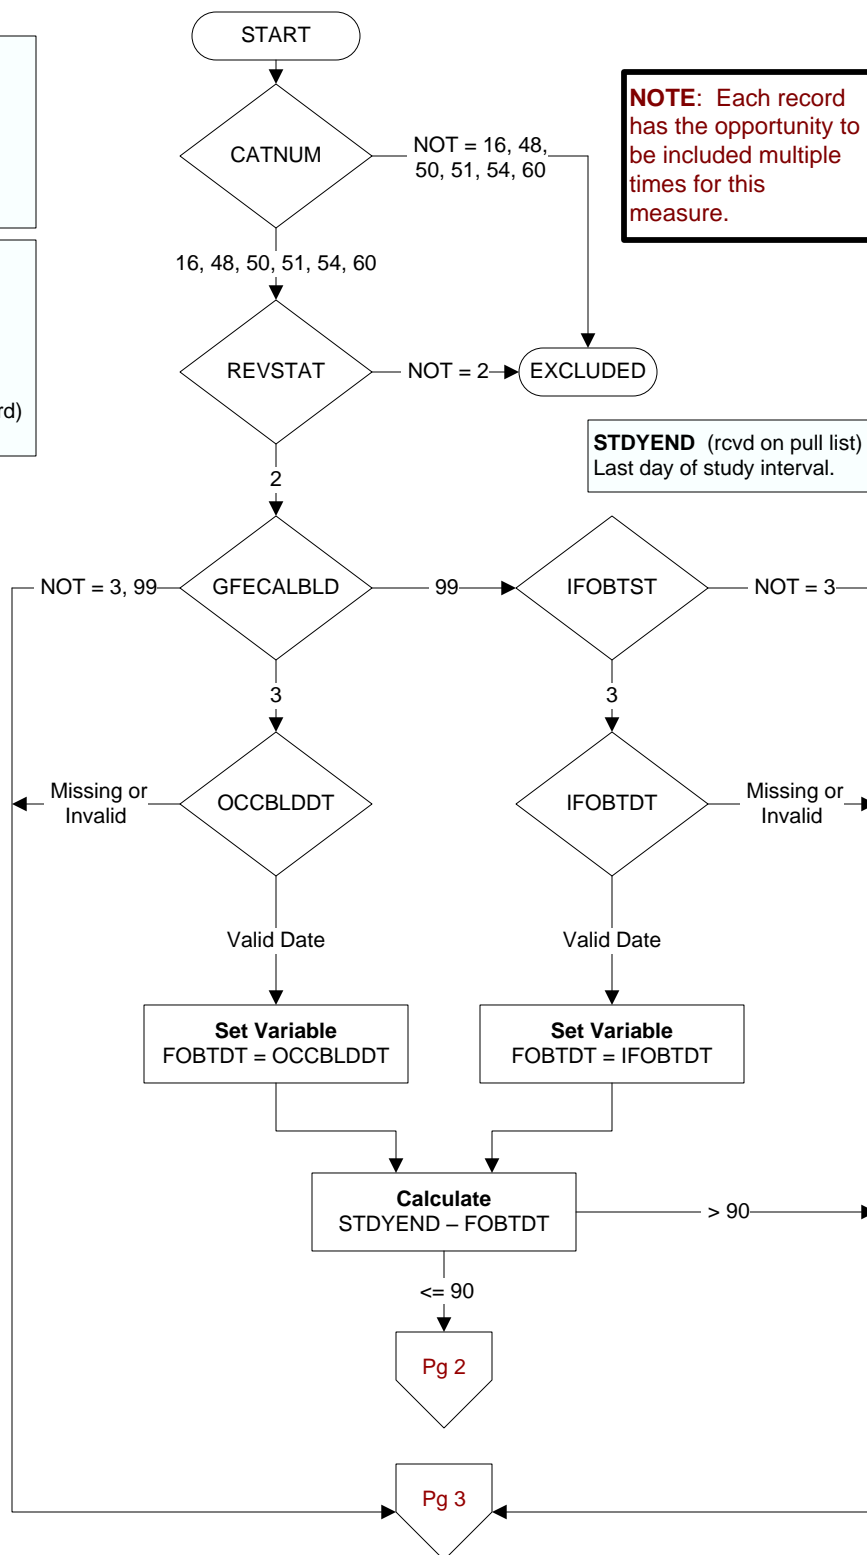 START
NOTE: Each record
has the opportunity to
be included multiple
times for this
measure.
CATNUM
NOT = 16, 48,
50, 51, 54, 60
16, 48, 50, 51, 54, 60
REVSTAT
NOT = 2
EXCLUDED
rd)
STDYEND (rcvd on pull list)
Last day of study interval.
2
NOT = 3, 99
GFECALBLD
99
IFOBTST
NOT = 3
3
3
Missing or
Invalid
OCCBLDDT
IFOBTDT
Missing or
Invalid
Valid Date
Valid Date
Set Variable
FOBTDT = OCCBLDDT
Set Variable
FOBTDT = IFOBTDT
Calculate
STDYEND – FOBTDT
> 90
<= 90
Pg 2
Pg 3